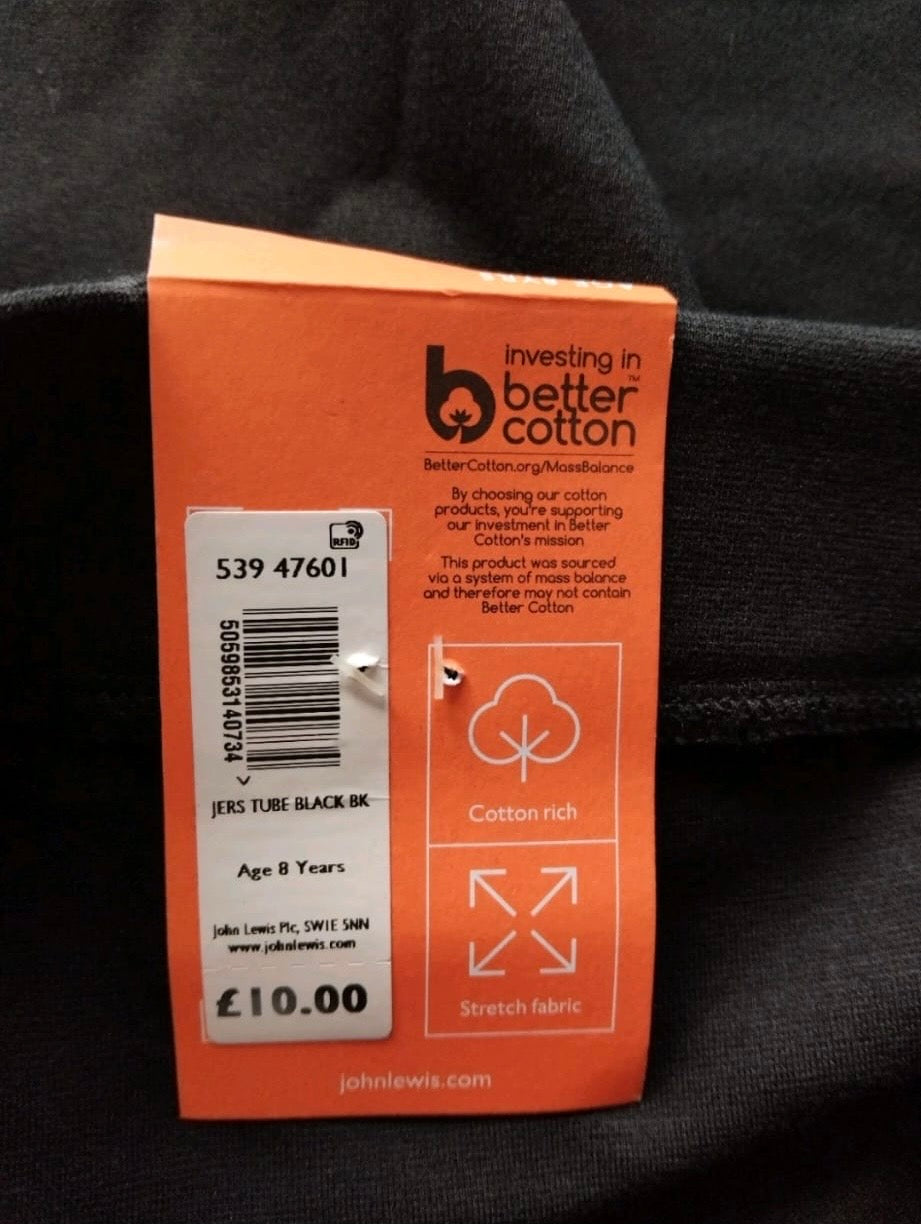 investing in
better™
cotton
BetterCotton.org/MassBalance
By choosing our cotton
products, you're supporting
our investment in Better
Cotton's mission
This product was sourced
via a system of mass balance
and therefore may not contain
Better Cotton
RFID
539 47601
5059853140734
JERS TUBE BLACK BK
Age 8 Years
John Lewis Plc, SW1E 5NN
www.johnlewis.com
£10.00
Cotton rich
Stretch fabric
johnlewis.com